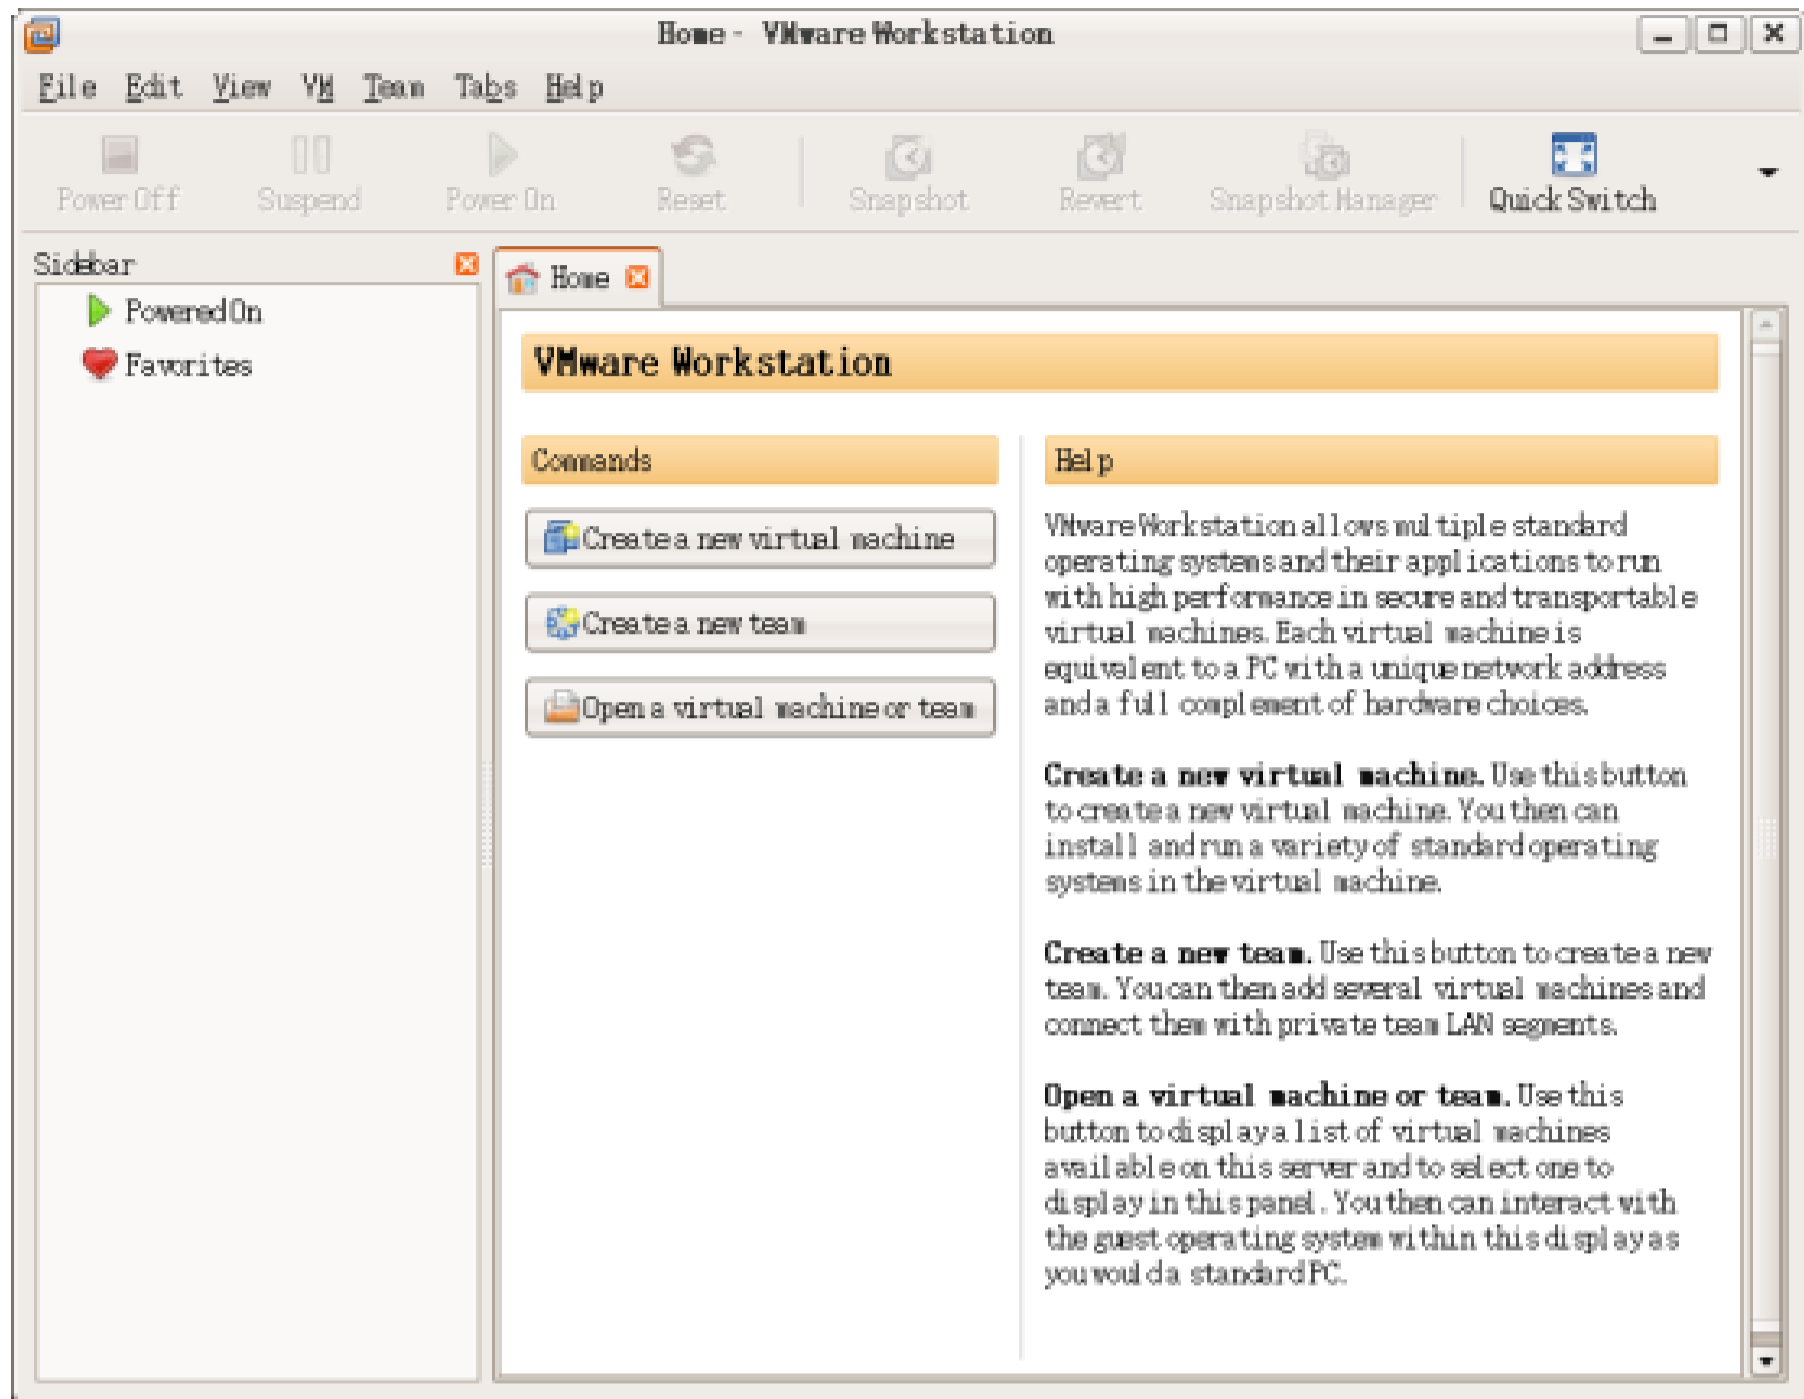 Home - VMware Workstation
File Edit View VM Team Tabs Help
Power Off Suspend Power On Reset Snapshot Revert Snapshot Manager Quick Switch
Sidebar
Powered On
Favorites
Home
VMware Workstation
Commands
Create a new virtual machine
Create a new team
Open a virtual machine or team
Help
VMware Workstation allows multiple standard
operating systems and their applications to run
with high performance in secure and transportable
virtual machines. Each virtual machine is
equivalent to a PC with a unique network address
and a full complement of hardware choices.
Create a new virtual machine. Use this button
to create a new virtual machine. You then can
install and run a variety of standard operating
systems in the virtual machine.
Create a new team. Use this button to create a new
team. You can then add several virtual machines and
connect them with private team LAN segments.
Open a virtual machine or team. Use this
button to display a list of virtual machines
available on this server and to select one to
display in this panel. You then can interact with
the guest operating system within this display as
you would a standard PC.